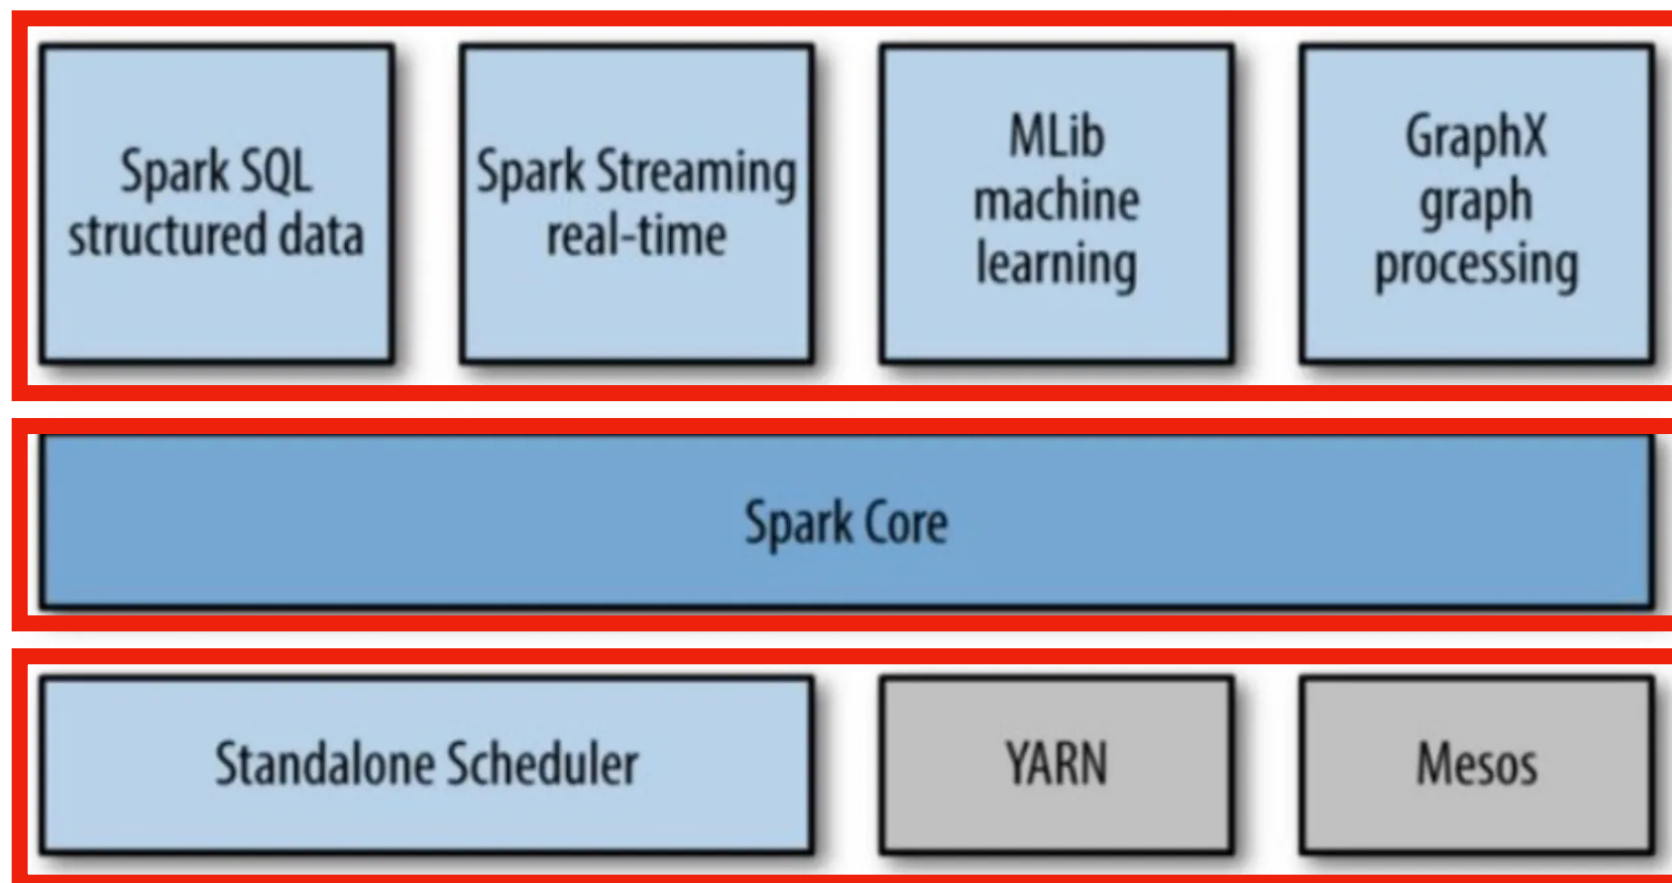 Spark SQL
structured data
Spark Streaming
real-time
MLib
machine
learning
GraphX
graph
processing
Spark Core
Standalone Scheduler
YARN
Mesos